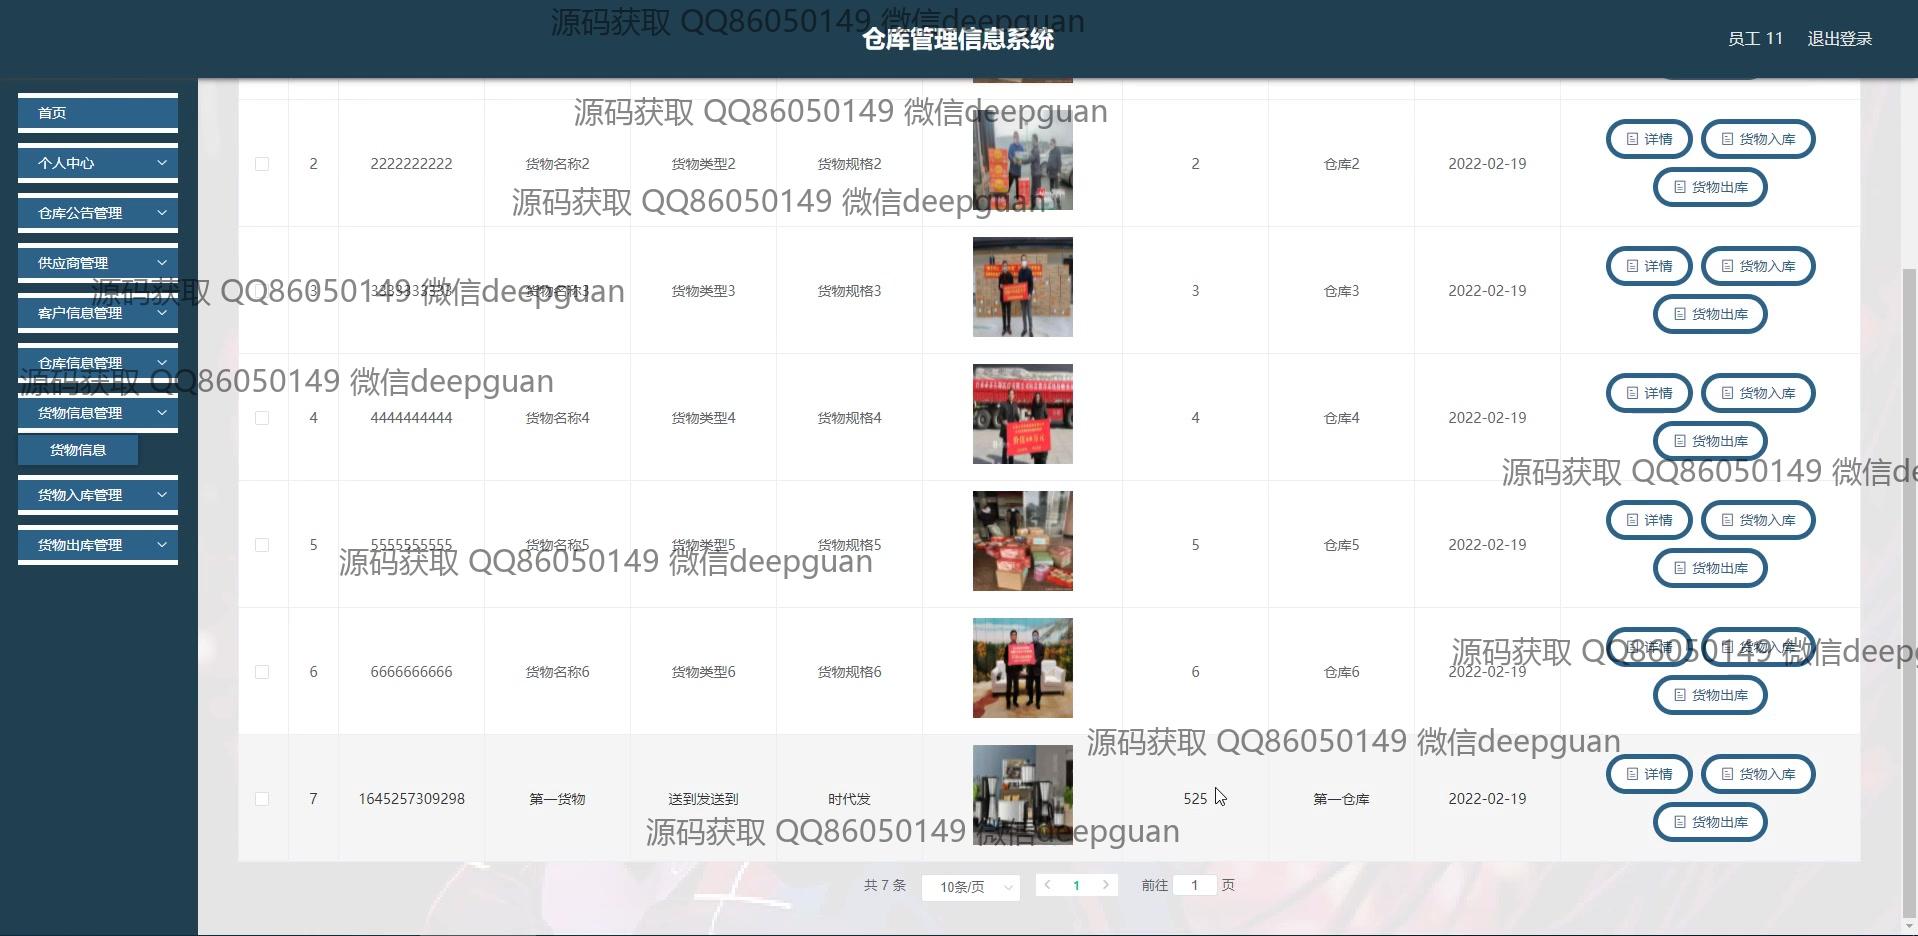 源码获取 QQ86050149 微信deepguan
仓库管理信息系统
员工 11 退出登录
首页
个人中心
仓库公告管理
供应商管理
客户信息管理
仓库信息管理
货物信息管理
货物信息
货物入库管理
货物出库管理
源码获取 QQ86050149 微信deepguan
2 2222222222 货物名称2 货物类型2 货物规格2 2 仓库2 2022-02-19 详情 货物入库
货物出库
源码获取 QQ86050149 微信deepguan
3 3333333333 货物名称3 货物类型3 货物规格3 3 仓库3 2022-02-19 详情 货物入库
货物出库
源码获取 QQ86050149 微信deepguan
源码获取 QQ86050149 微信deepguan
4 4444444444 货物名称4 货物类型4 货物规格4 4 仓库4 2022-02-19 详情 货物入库
货物出库
源码获取 QQ86050149 微信de
5 5555555555 货物名称5 货物类型5 货物规格5 5 仓库5 2022-02-19 详情 货物入库
货物出库
源码获取 QQ86050149 微信deepguan
6 6666666666 货物名称6 货物类型6 货物规格6 6 仓库6 2022-02-19 详情 货物入库
货物出库
源码获取 QQ86050149 微信deepg
源码获取 QQ86050149 微信deepguan
7 1645257309298 第一货物 送到发送到 时代发 525 第一仓库 2022-02-19 详情 货物入库
货物出库
源码获取 QQ86050149 微信deepguan
共 7 条 10条/页 1 前往 1 页